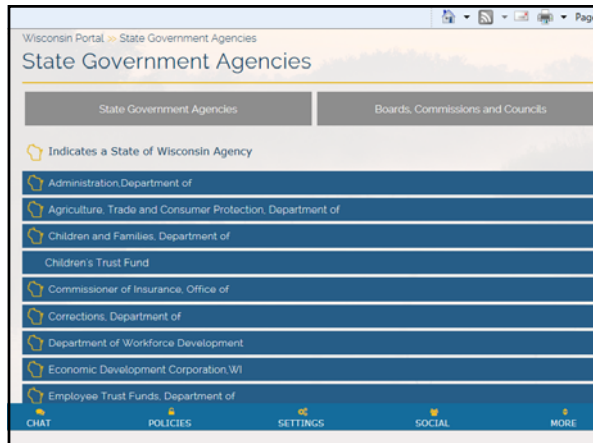 Page
Wisconsin Portal » State Government Agencies
State Government Agencies
State Government Agencies Boards, Commissions and Councils
Indicates a State of Wisconsin Agency
Administration,Department of
Agriculture, Trade and Consumer Protection, Department of
Children and Families, Department of
Children's Trust Fund
Commissioner of Insurance, Office of
Corrections, Department of
Department of Workforce Development
Economic Development Corporation,WI
Employee Trust Funds, Department of
CHAT POLICIES SETTINGS SOCIAL MORE